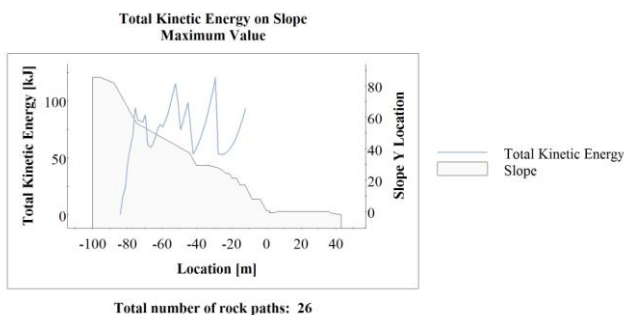 Total Kinetic Energy on Slope
Maximum Value
Total Kinetic Energy [kJ]
100
50
0
80
60
40
20
0
Slope Y Location
-100 -80 -60 -40 -20 0 20 40
Location [m]
Total Kinetic Energy
Slope
Total number of rock paths: 26